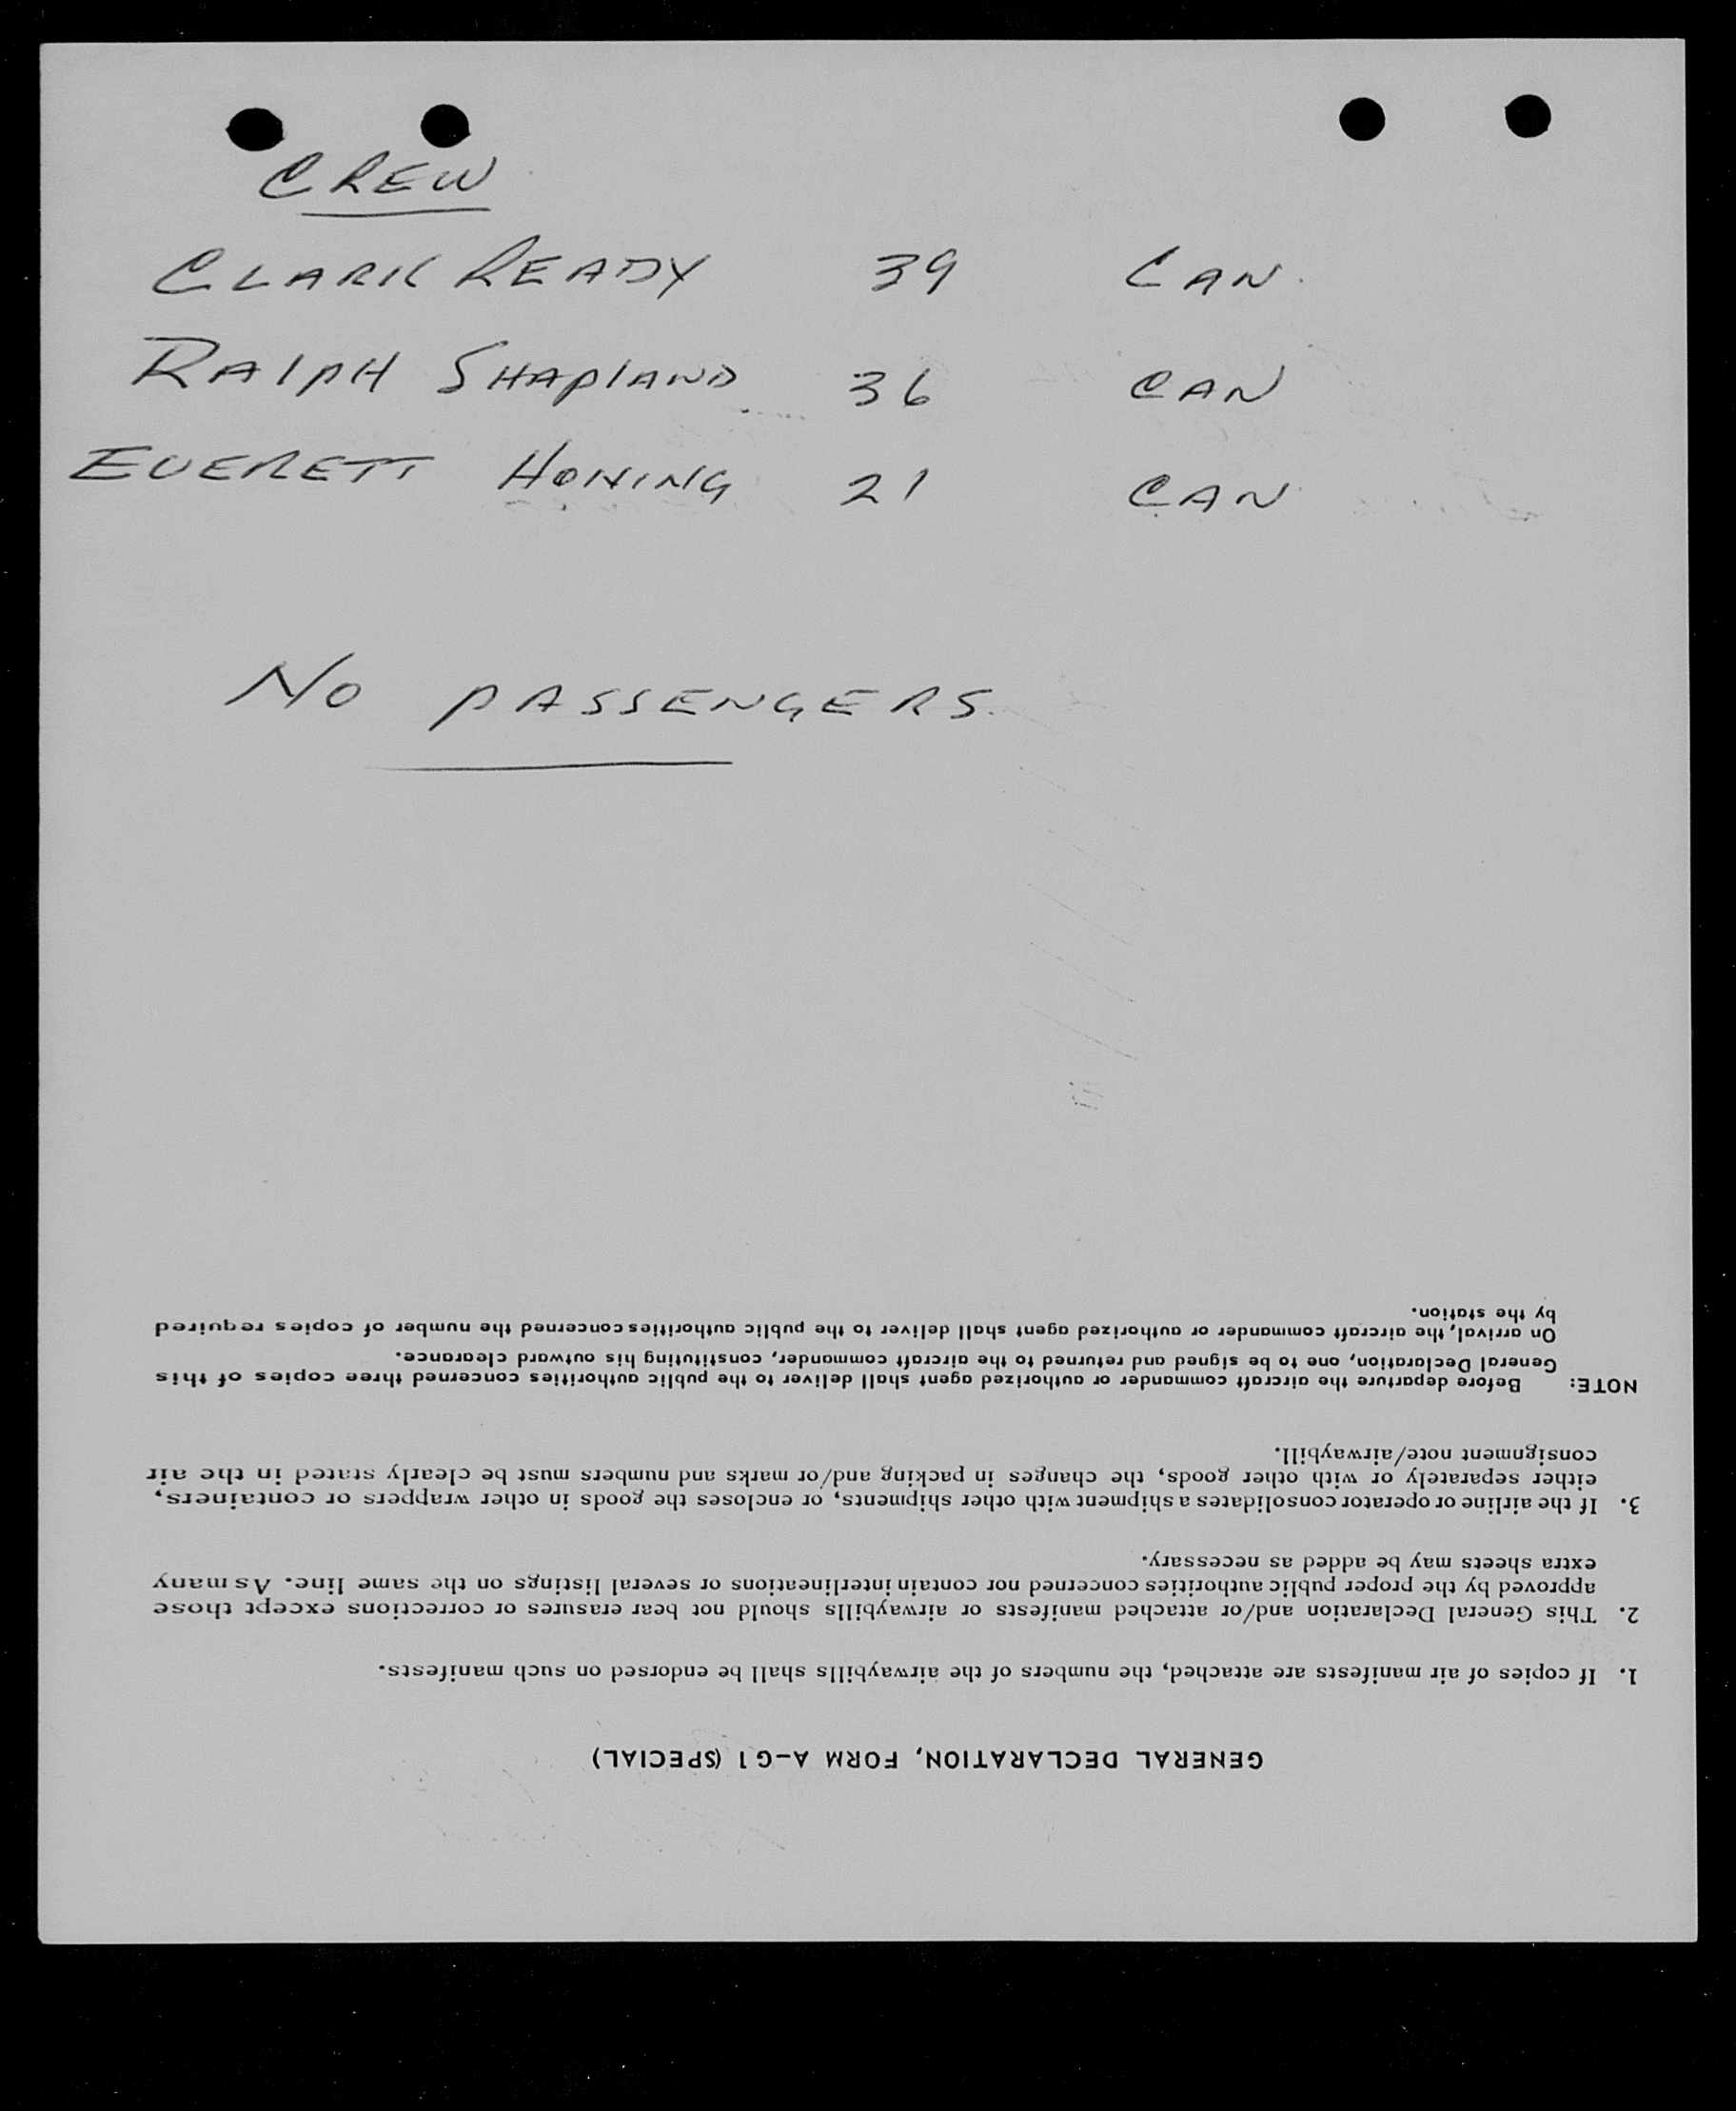 CREW
CLARK READY 39 CAN.
RAlPH SHAPlAND 36 CAN
EVERETT HONING 21 CAN
NO PASSENGERS.
GENERAL DECLARATION, FORM A-G1 (SPECIAL)
1. If copies of air manifests are attached, the numbers of the airwaybills shall be endorsed on such manifests.
2. This General Declaration and/or attached manifests or airwaybills should not bear erasures or corrections except those
approved by the proper public authorities concerned nor contain interlineations or several listings on the same line. As many
extra sheets may be added as necessary.
3. If the airline or operator consolidates a shipment with other shipments, or encloses the goods in other wrappers or containers,
either separately or with other goods, the changes in packing and/or marks and numbers must be clearly stated in the air
consignment note/airwaybill.
NOTE: Before departure the aircraft commander or authorized agent shall deliver to the public authorities concerned three copies of this
General Declaration, one to be signed and returned to the aircraft commander, constituting his outward clearance.
On arrival, the aircraft commander or authorized agent shall deliver to the public authorities concerned the number of copies required
by the station.